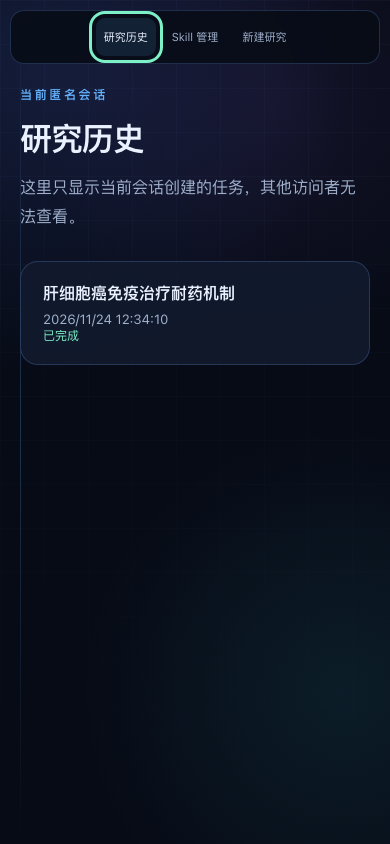 研究历史
Skill 管理
新建研究
当前匿名会话
研究历史
这里只显示当前会话创建的任务，其他访问者无
法查看。
肝细胞癌免疫治疗耐药机制
2026/11/24 12:34:10
已完成